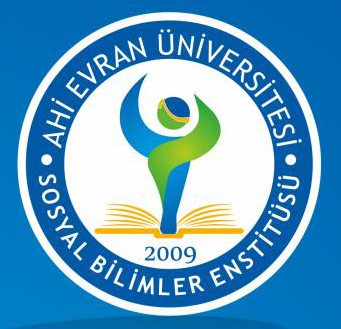 AHİ EVRAN ÜNİVERSİTESİ
2009
SOSYAL BİLİMLER ENSTİTÜSÜ